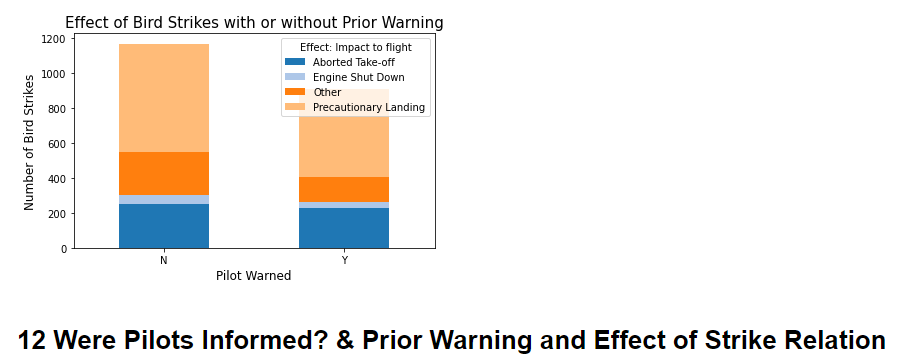 Effect of Bird Strikes with or without Prior Warning
Number of Bird Strikes
1200
1000
800
600
400
200
0
Effect: Impact to flight
Aborted Take-off
Engine Shut Down
Other
Precautionary Landing
N
Y
Pilot Warned
12 Were Pilots Informed? & Prior Warning and Effect of Strike Relation